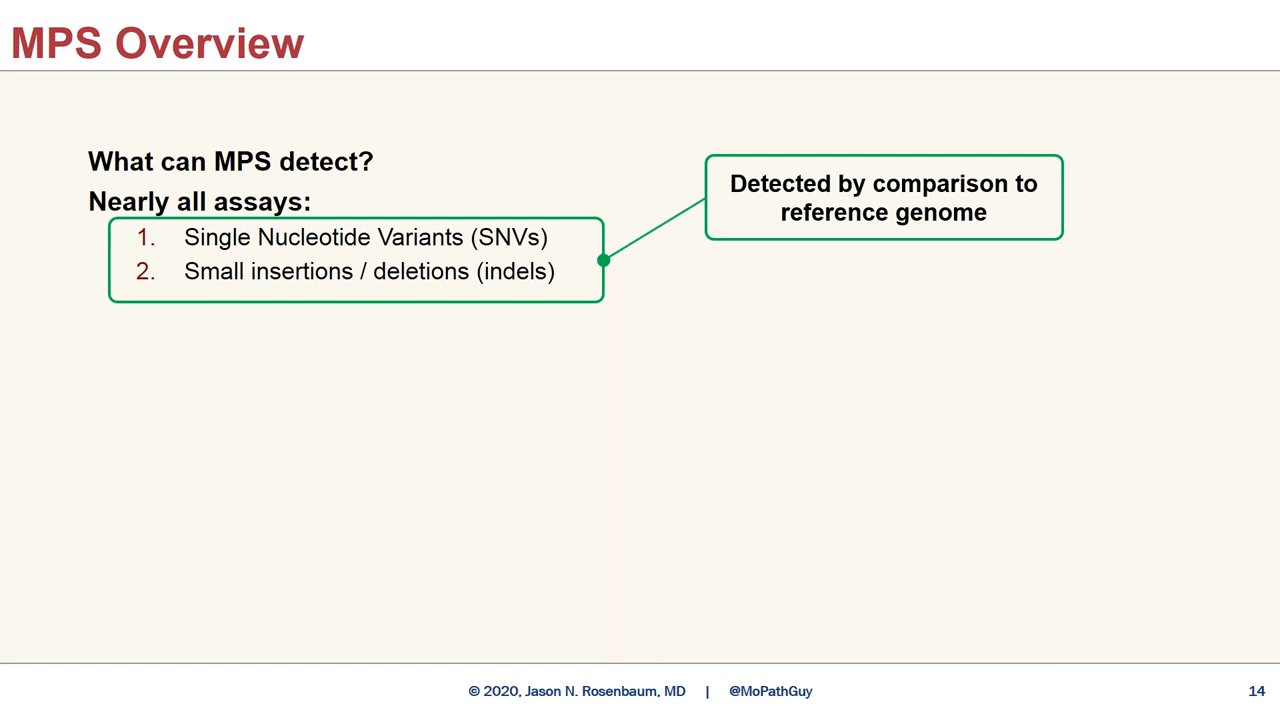 MPS Overview
What can MPS detect?
Nearly all assays:
1. Single Nucleotide Variants (SNVs)
2. Small insertions / deletions (indels)
Detected by comparison to
reference genome
© 2020, Jason N. Rosenbaum, MD | @MoPathGuy
14